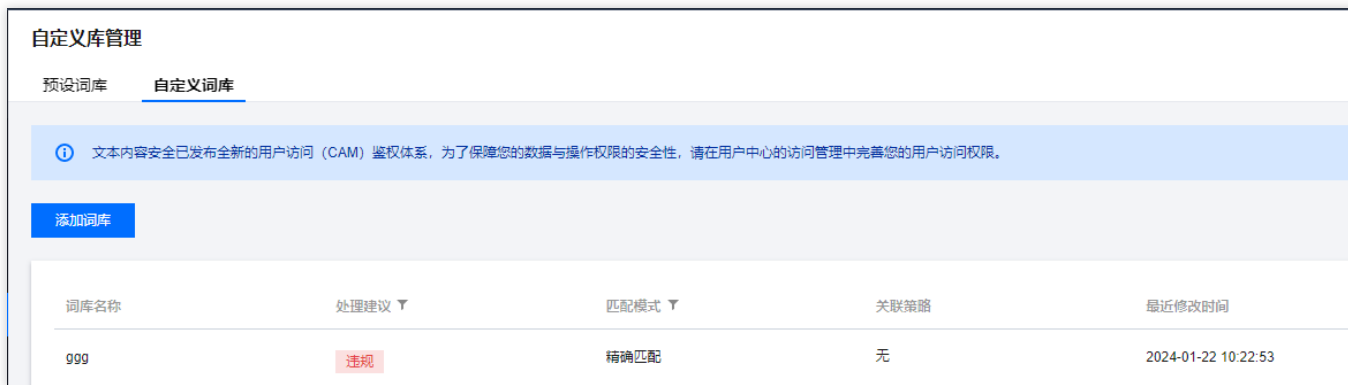 自定义库管理
预设词库 自定义词库
文本内容安全已发布全新的用户访问（CAM）鉴权体系，为了保障您的数据与操作权限的安全性，请在用户中心的访问管理中完善您的用户访问权限。
添加词库
词库名称 处理建议 匹配模式 关联策略 最近修改时间
ggg 违规 精确匹配 无 2024-01-22 10:22:53